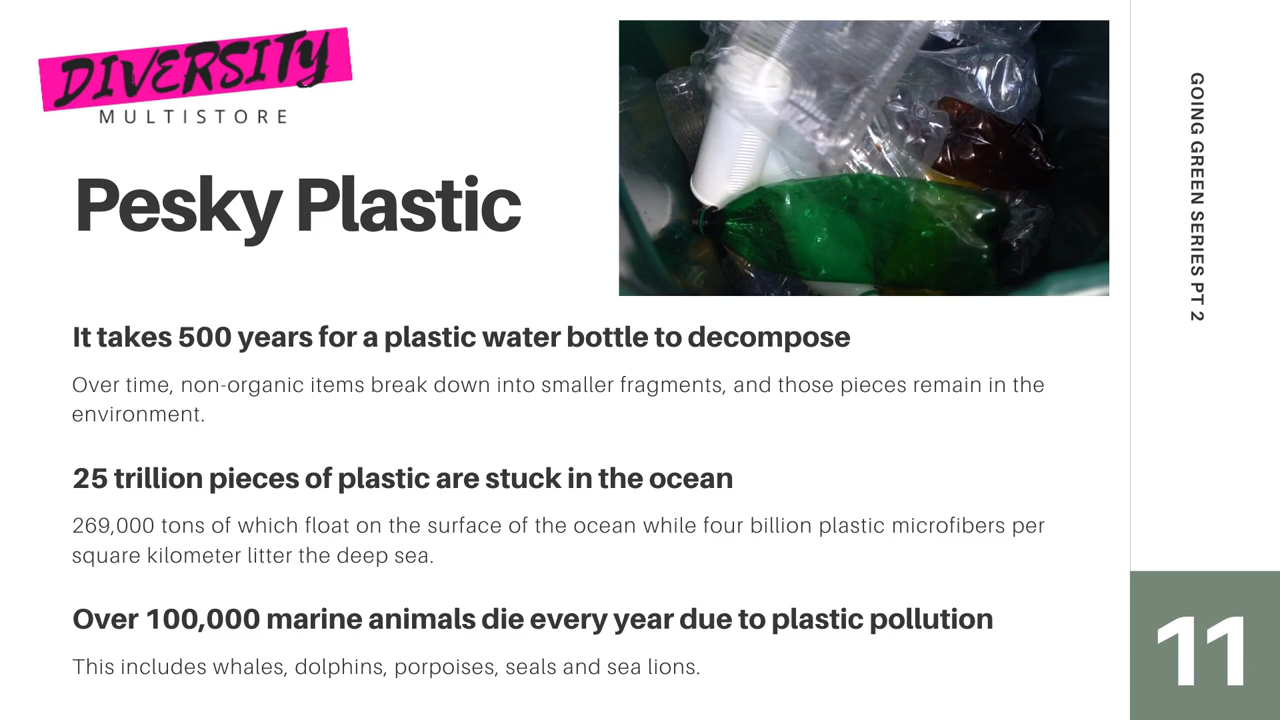 DIVERSITY
MULTISTORE
Pesky Plastic
It takes 500 years for a plastic water bottle to decompose
Over time, non-organic items break down into smaller fragments, and those pieces remain in the
environment.
25 trillion pieces of plastic are stuck in the ocean
269,000 tons of which float on the surface of the ocean while four billion plastic microfibers per
square kilometer litter the deep sea.
Over 100,000 marine animals die every year due to plastic pollution
This includes whales, dolphins, porpoises, seals and sea lions.
GOING GREEN SERIES PT 2
11